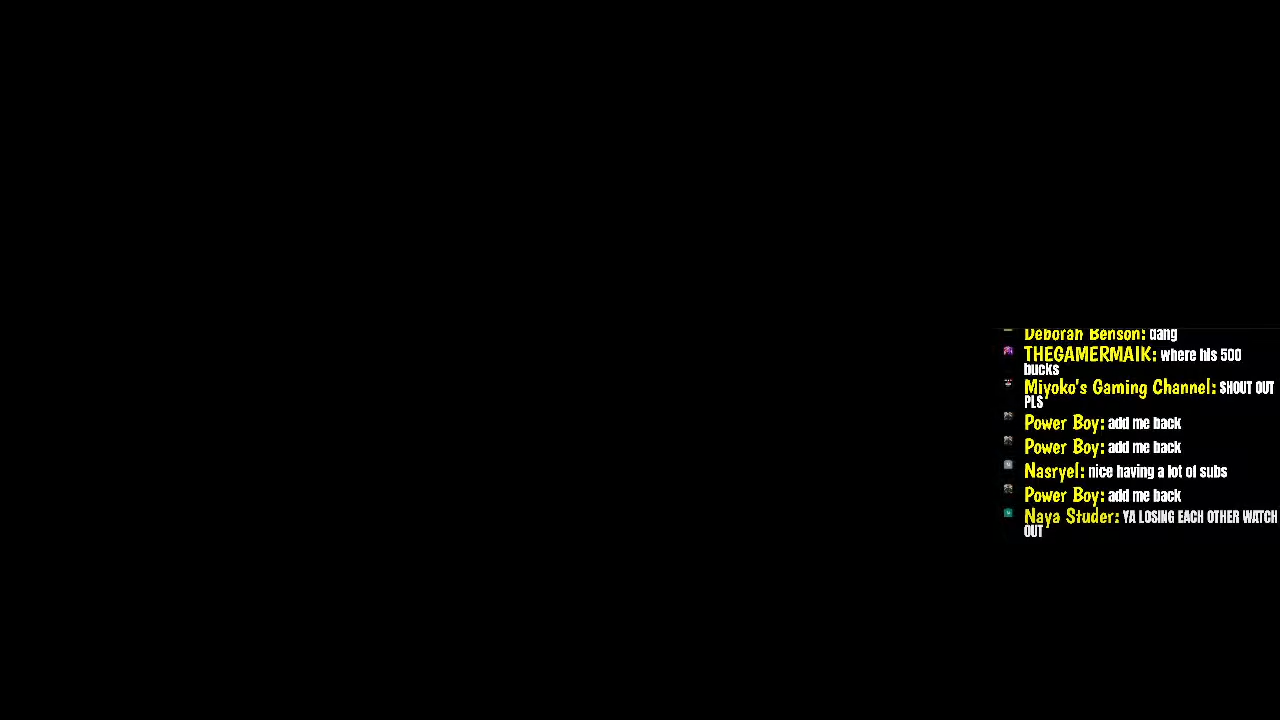 Deborah Benson: dang
THEGAMERMAIK: where his 500
bucks
Miyoko's Gaming Channel: SHOUT OUT
PLS
Power Boy: add me back
Power Boy: add me back
Nasryel: nice having a lot of subs
Power Boy: add me back
Naya Studer: YA LOSING EACH OTHER WATCH
OUT